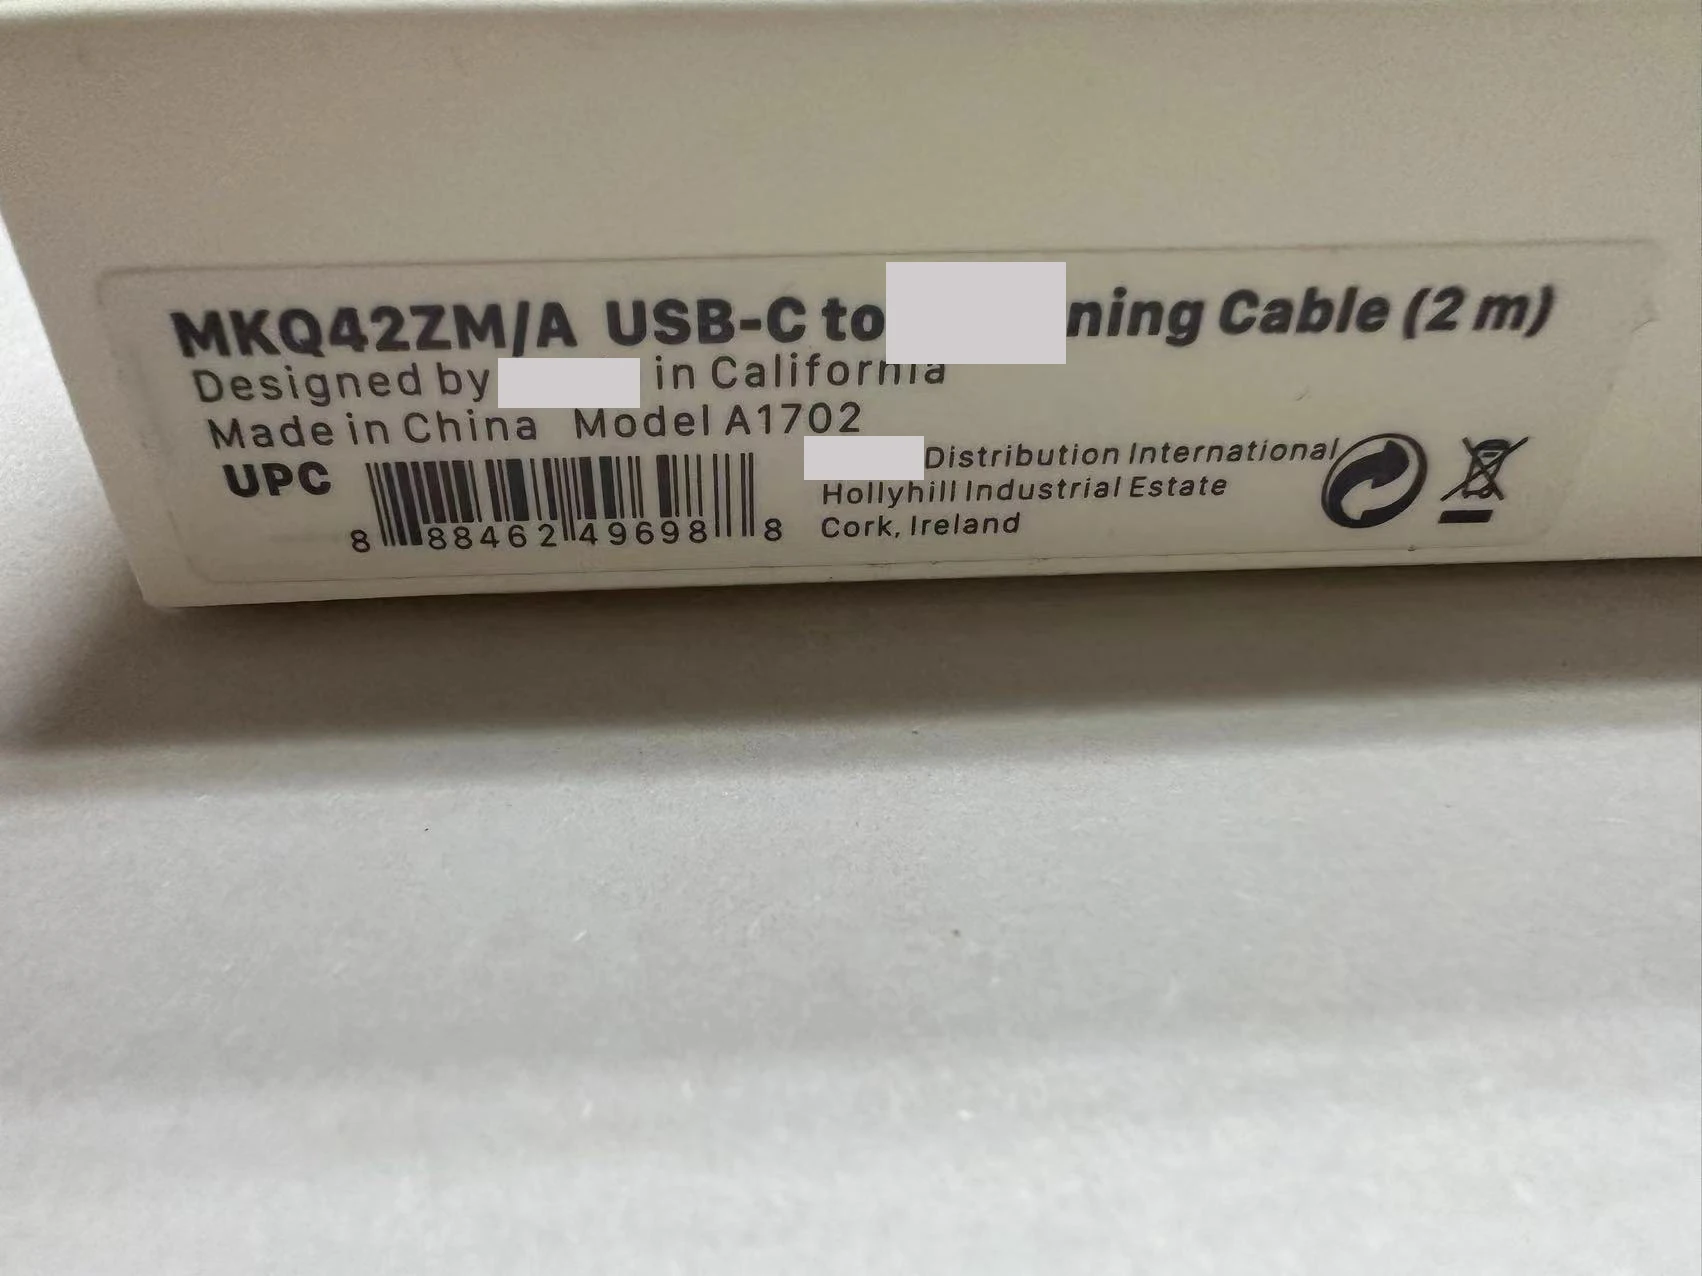 MKQ42ZM/A USB-C to ning Cable (2 m)
Designed by in California
Made in China Model A1702
UPC
8 88462 49698 8
Distribution International
Hollyhill Industrial Estate
Cork, Ireland